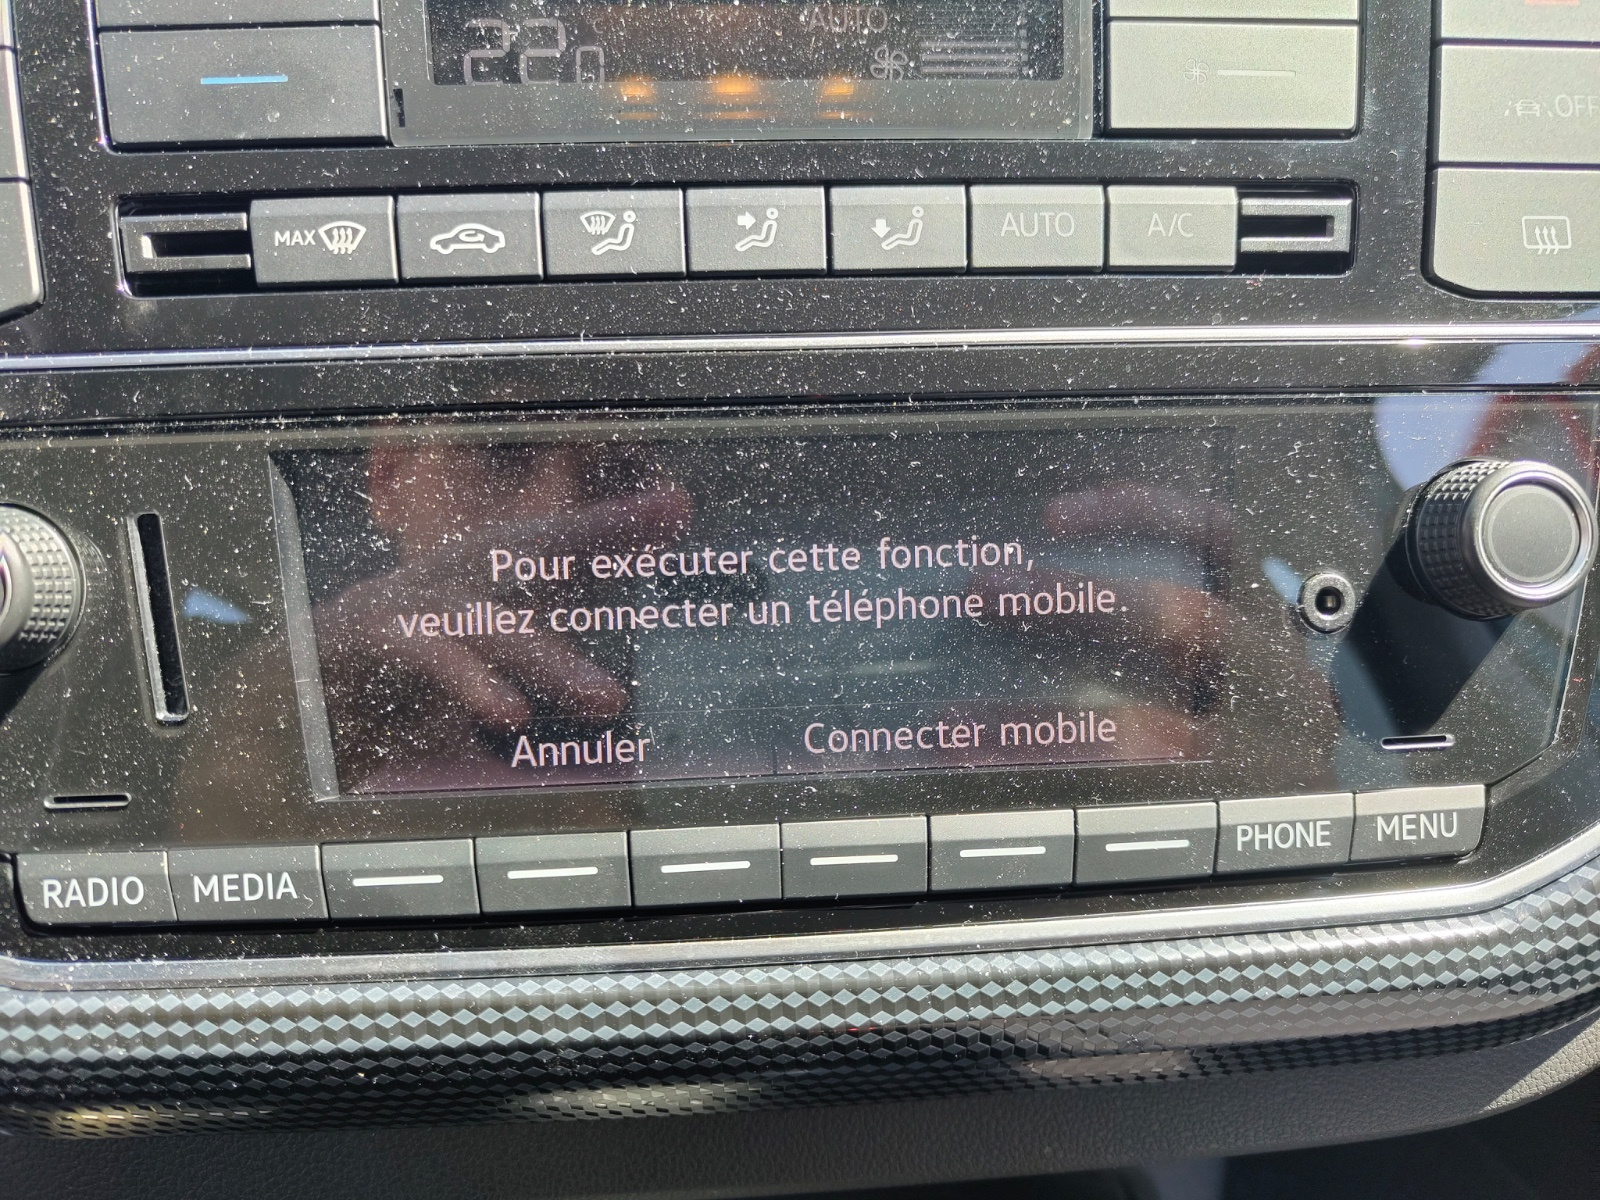 AUTO
22
OFF
MAX
AUTO
A/C
Pour exécuter cette fonction,
veuillez connecter un téléphone mobile.
Annuler
Connecter mobile
RADIO
MEDIA
PHONE
MENU